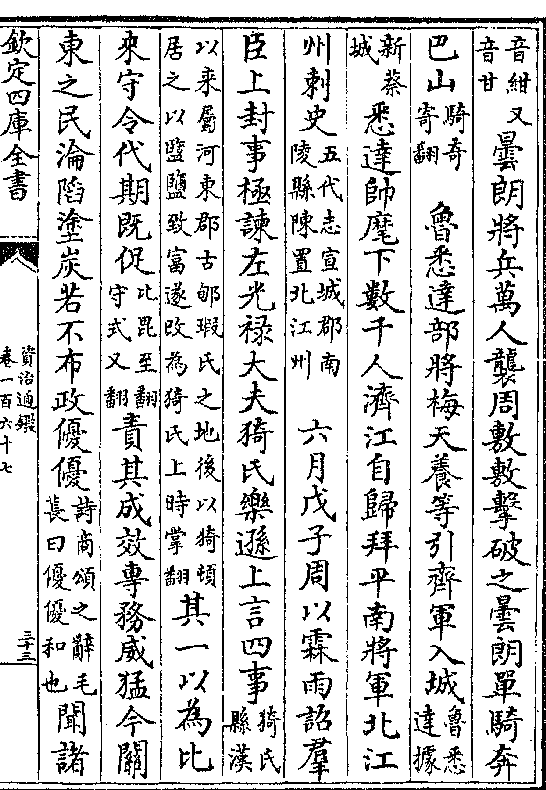 音紺又音甘曇朗將兵萬人襲周敷敷擊破之曇朗單騎奔
巴山騎奇寄翻　魯悉達部將梅天養等引齊軍入城魯悉達據
新蔡城悉達帥麾下數千人濟江自歸拜平南將軍北江
州刺史五代志宣城郡南陵縣陳置北江州　六月戊子周以霖雨詔羣
臣上封事極諫左光禄大夫猗氏樂遜上言四事猗氏縣漢
以來屬河東郡古郇瑕氏之地後以猗頓居之以鹽鹽致富遂改為猗氏上時掌翻其一以為比
來守令代期既促比毘至翻守式又翻責其成效專務威猛今關
東之民淪陷塗炭若不布政優優詩商頌之辭毛萇曰優優和也聞諸
欽定四庫全書
資治通鑑
卷一百六十七
三十三